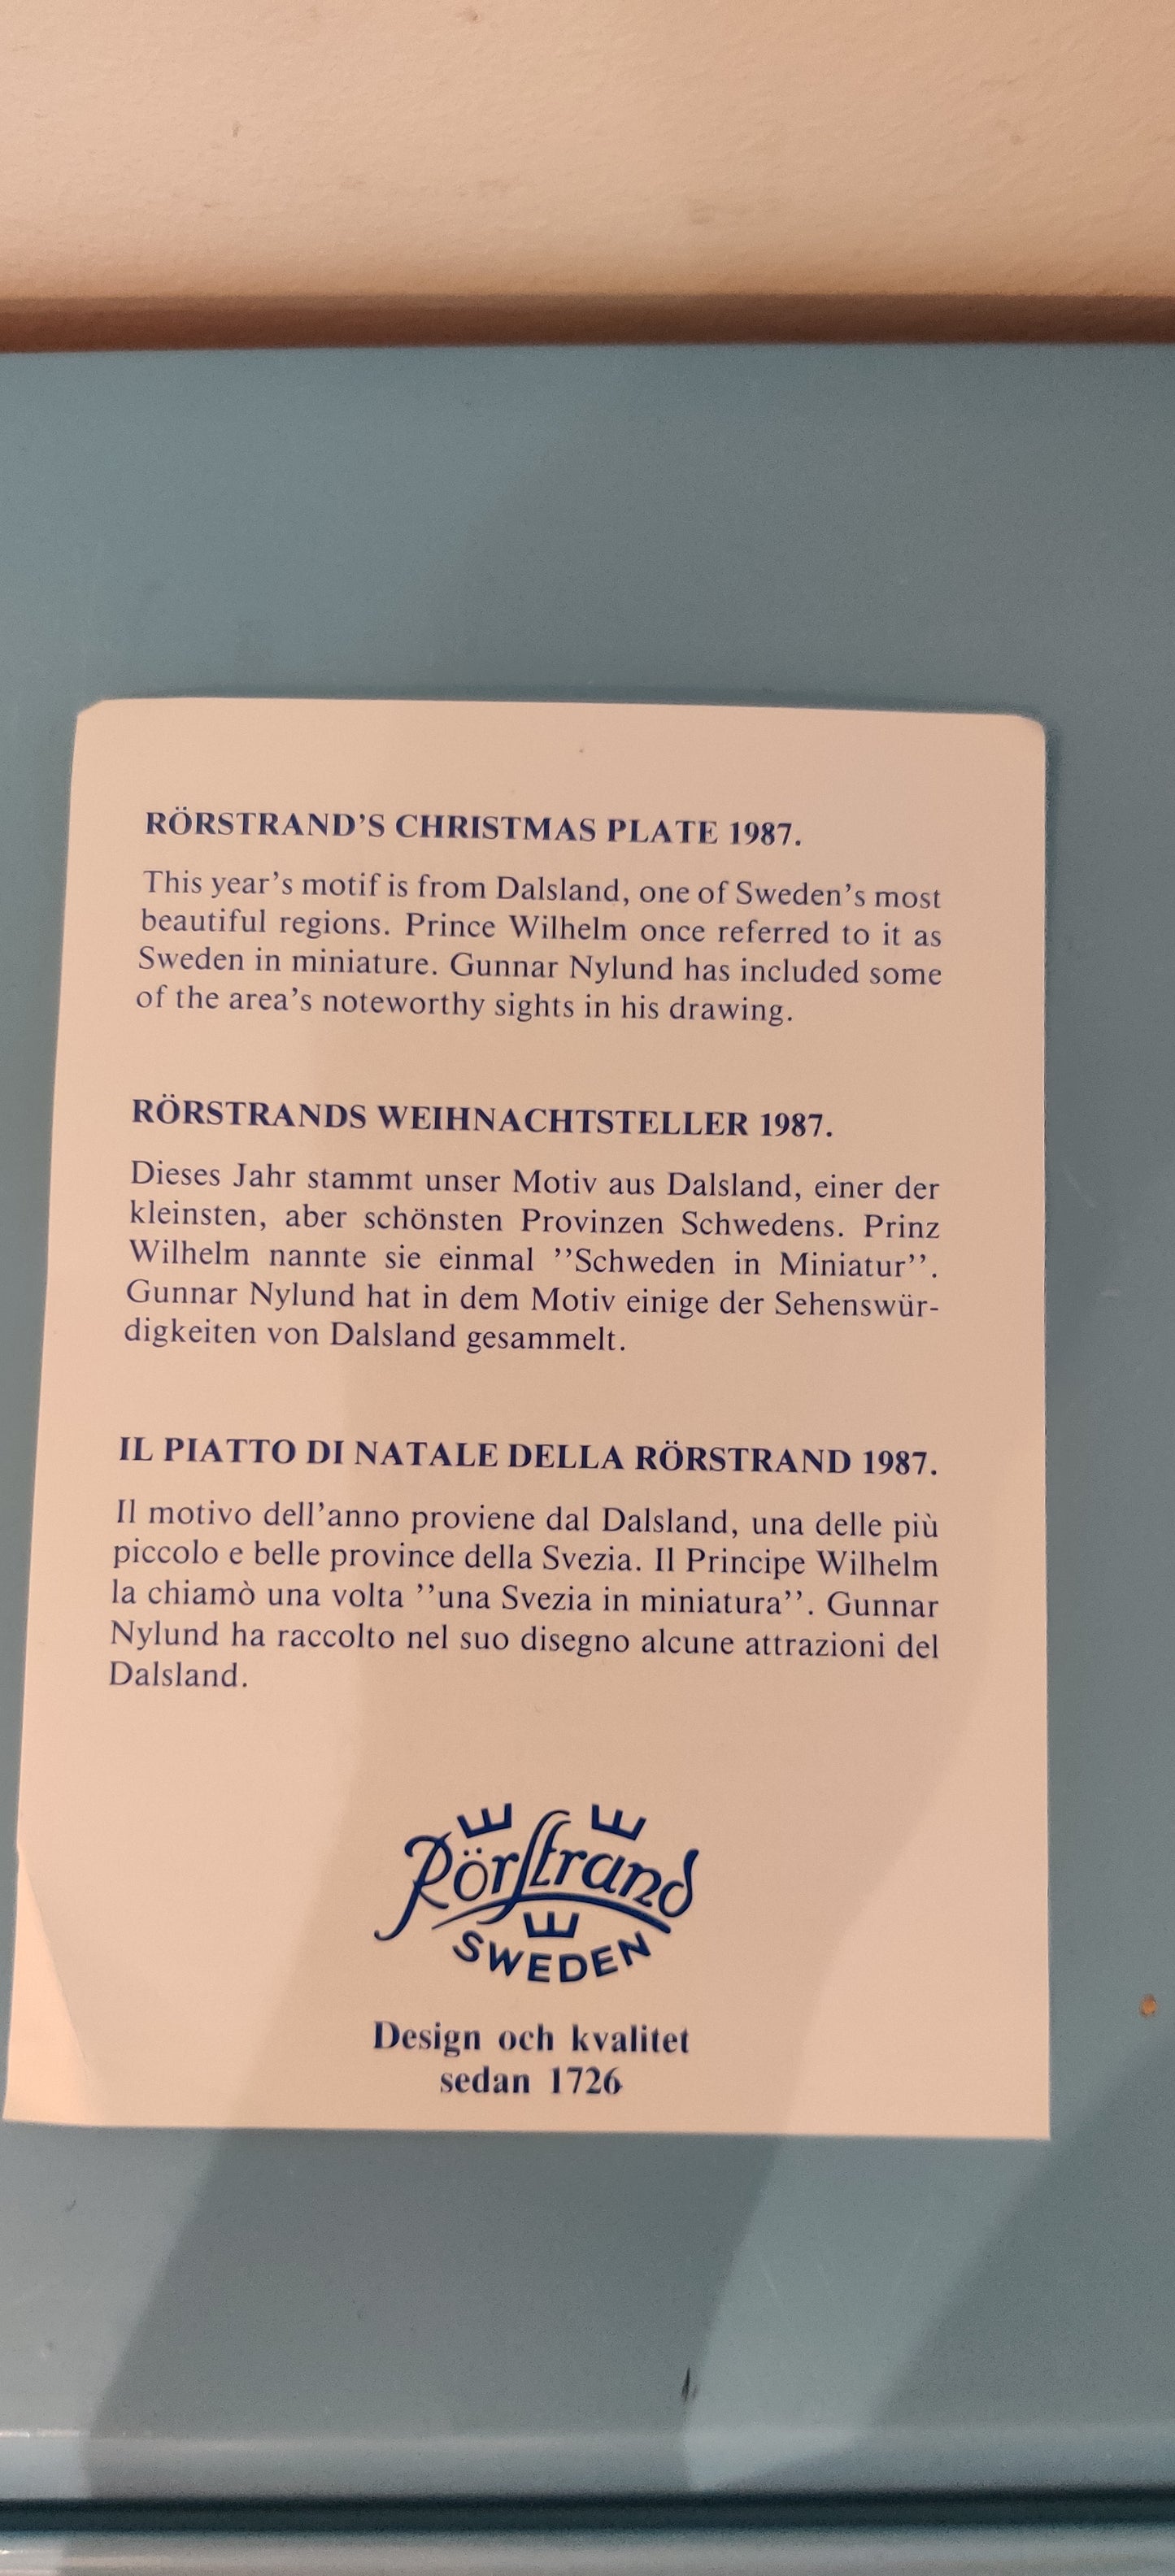 RÖRSTRAND’S CHRISTMAS PLATE 1987.
This year’s motif is from Dalsland, one of Sweden’s most
beautiful regions. Prince Wilhelm once referred to it as
Sweden in miniature. Gunnar Nylund has included some
of the area’s noteworthy sights in his drawing.
RÖRSTRANDS WEIHNACHTSTELLER 1987.
Dieses Jahr stammt unser Motiv aus Dalsland, einer der
kleinsten, aber schönsten Provinzen Schwedens. Prinz
Wilhelm nannte sie einmal ’’Schweden in Miniatur’’.
Gunnar Nylund hat in dem Motiv einige der Sehenswür-
digkeiten von Dalsland gesammelt.
IL PIATTO DI NATALE DELLA RÖRSTRAND 1987.
Il motivo dell’anno proviene dal Dalsland, una delle più
piccolo e belle province della Svezia. Il Principe Wilhelm
la chiamò una volta ’’una Svezia in miniatura’’. Gunnar
Nylund ha raccolto nel suo disegno alcune attrazioni del
Dalsland.
Rörstrand
SWEDEN
Design och kvalitet
sedan 1726